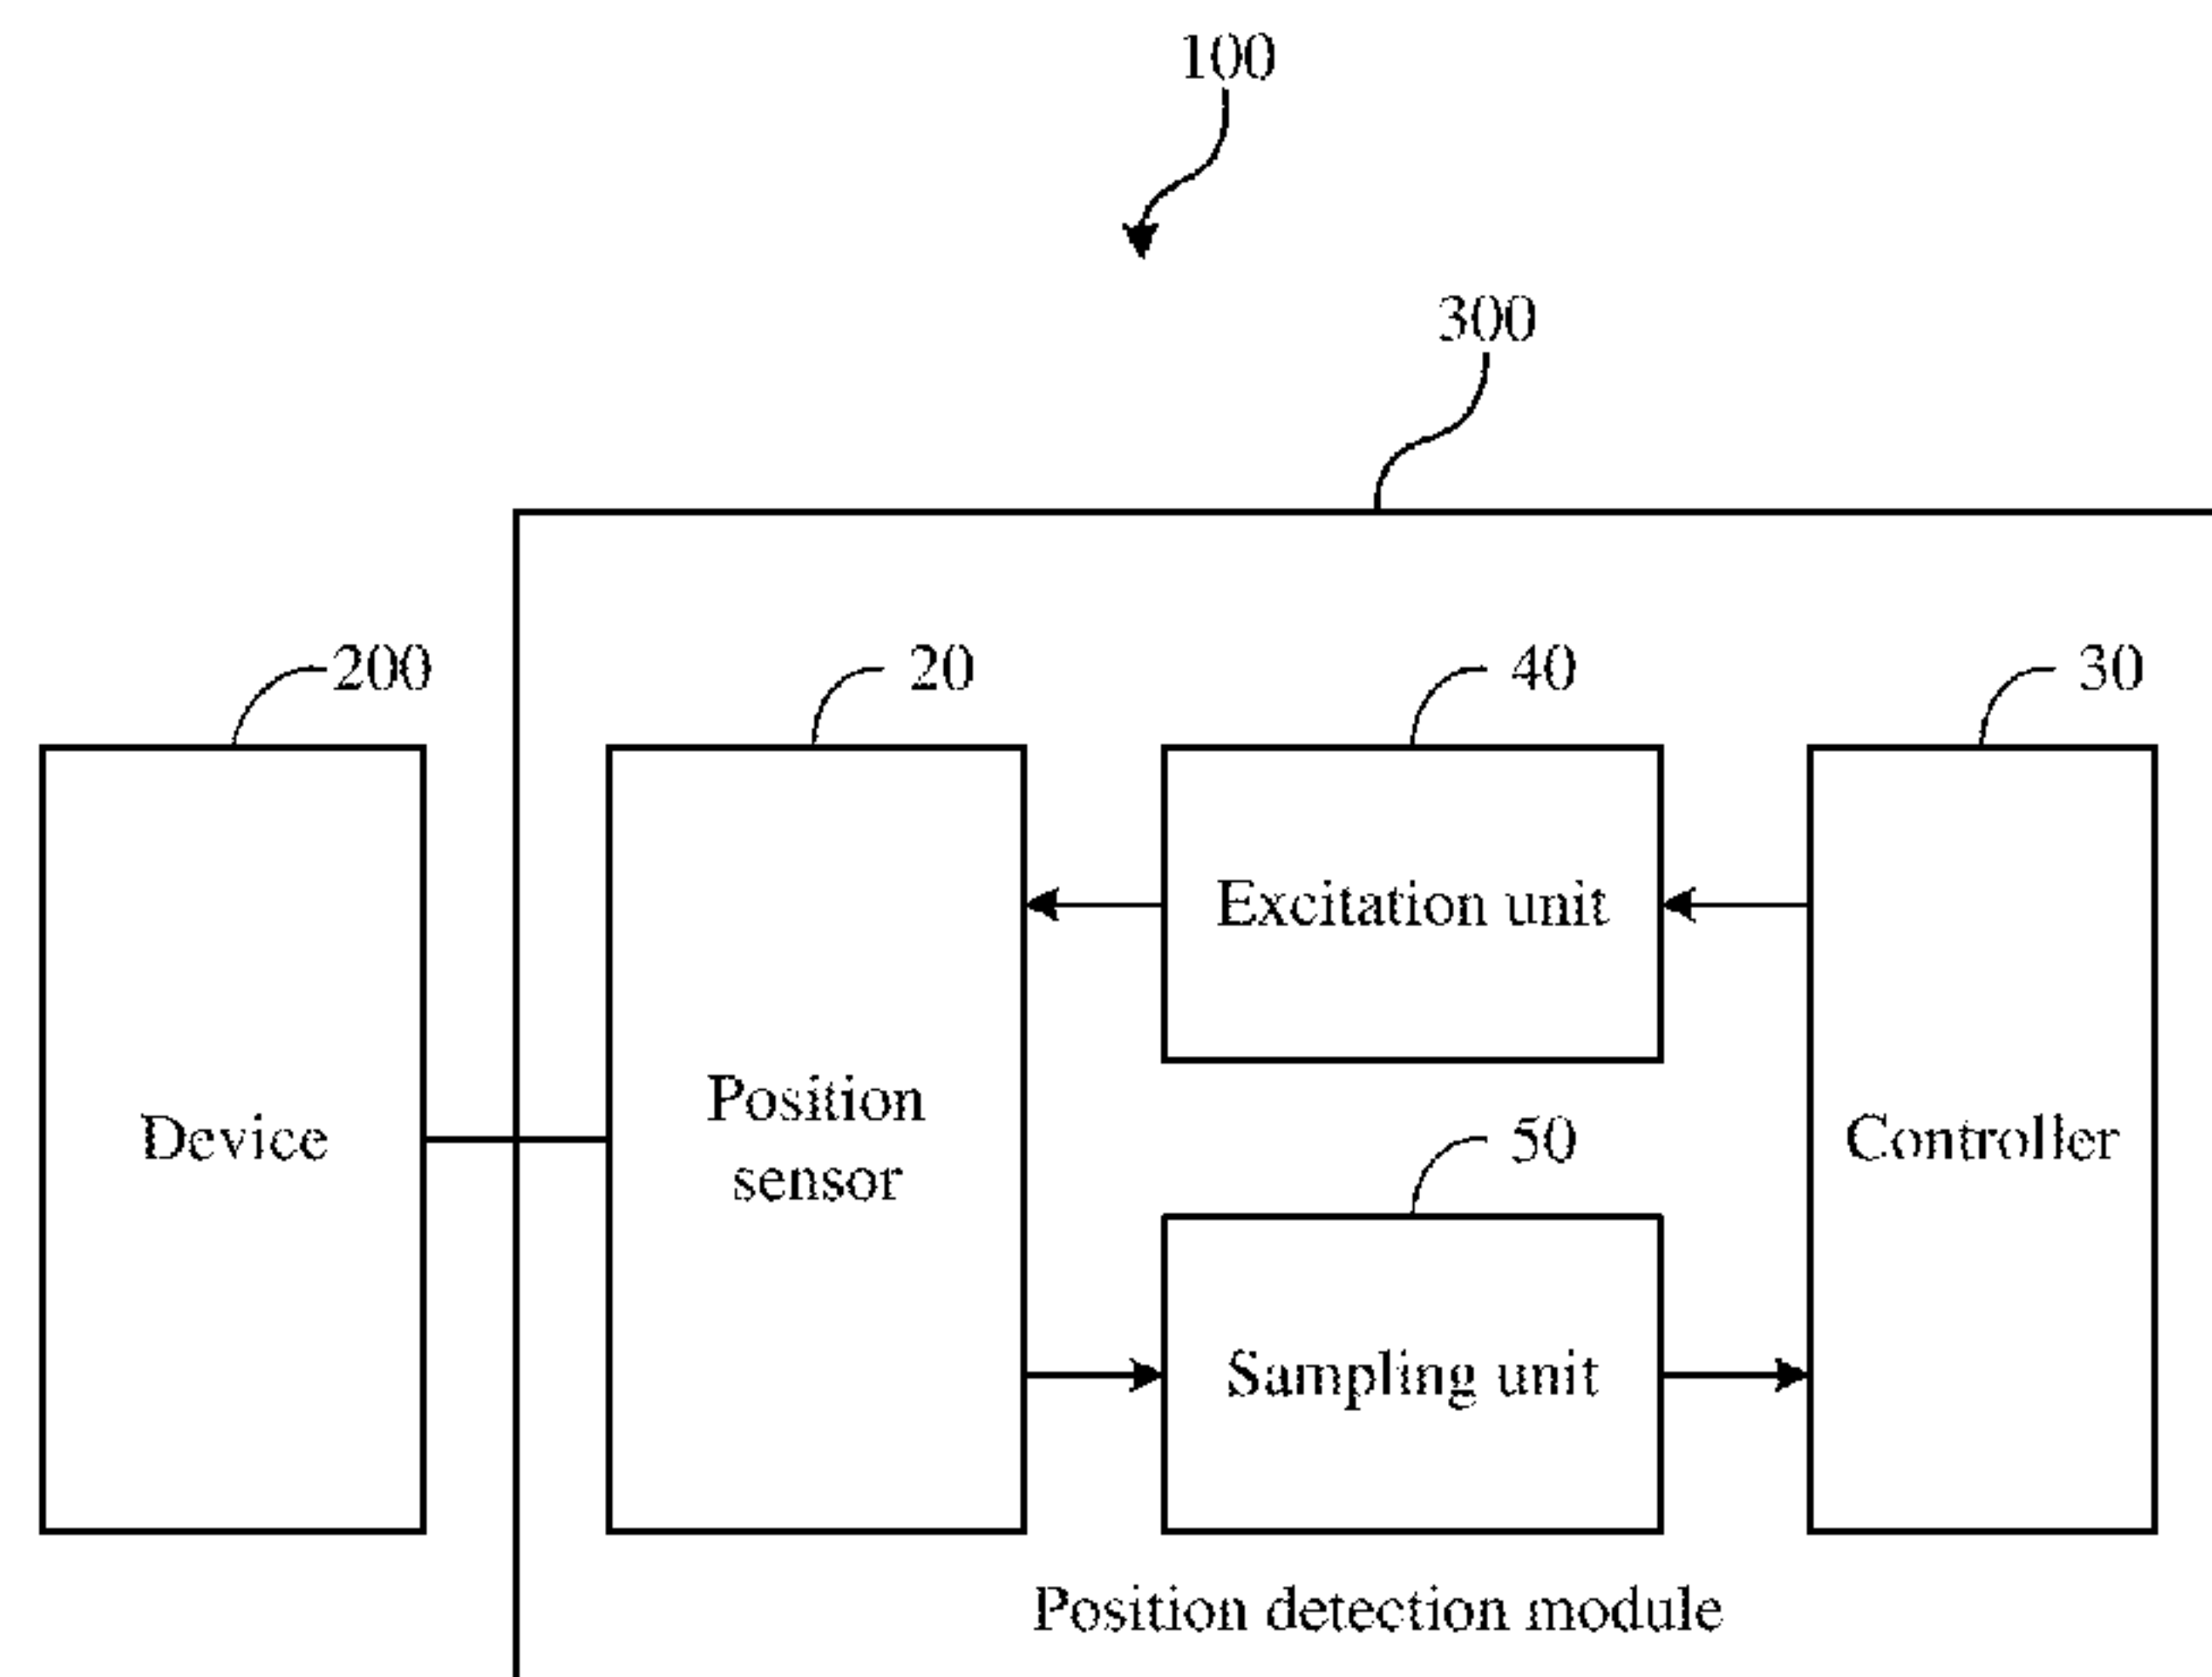 100
300
200
20
40
30
Excitation unit
Device
Position
sensor
50
Controller
Sampling unit
Position detection module